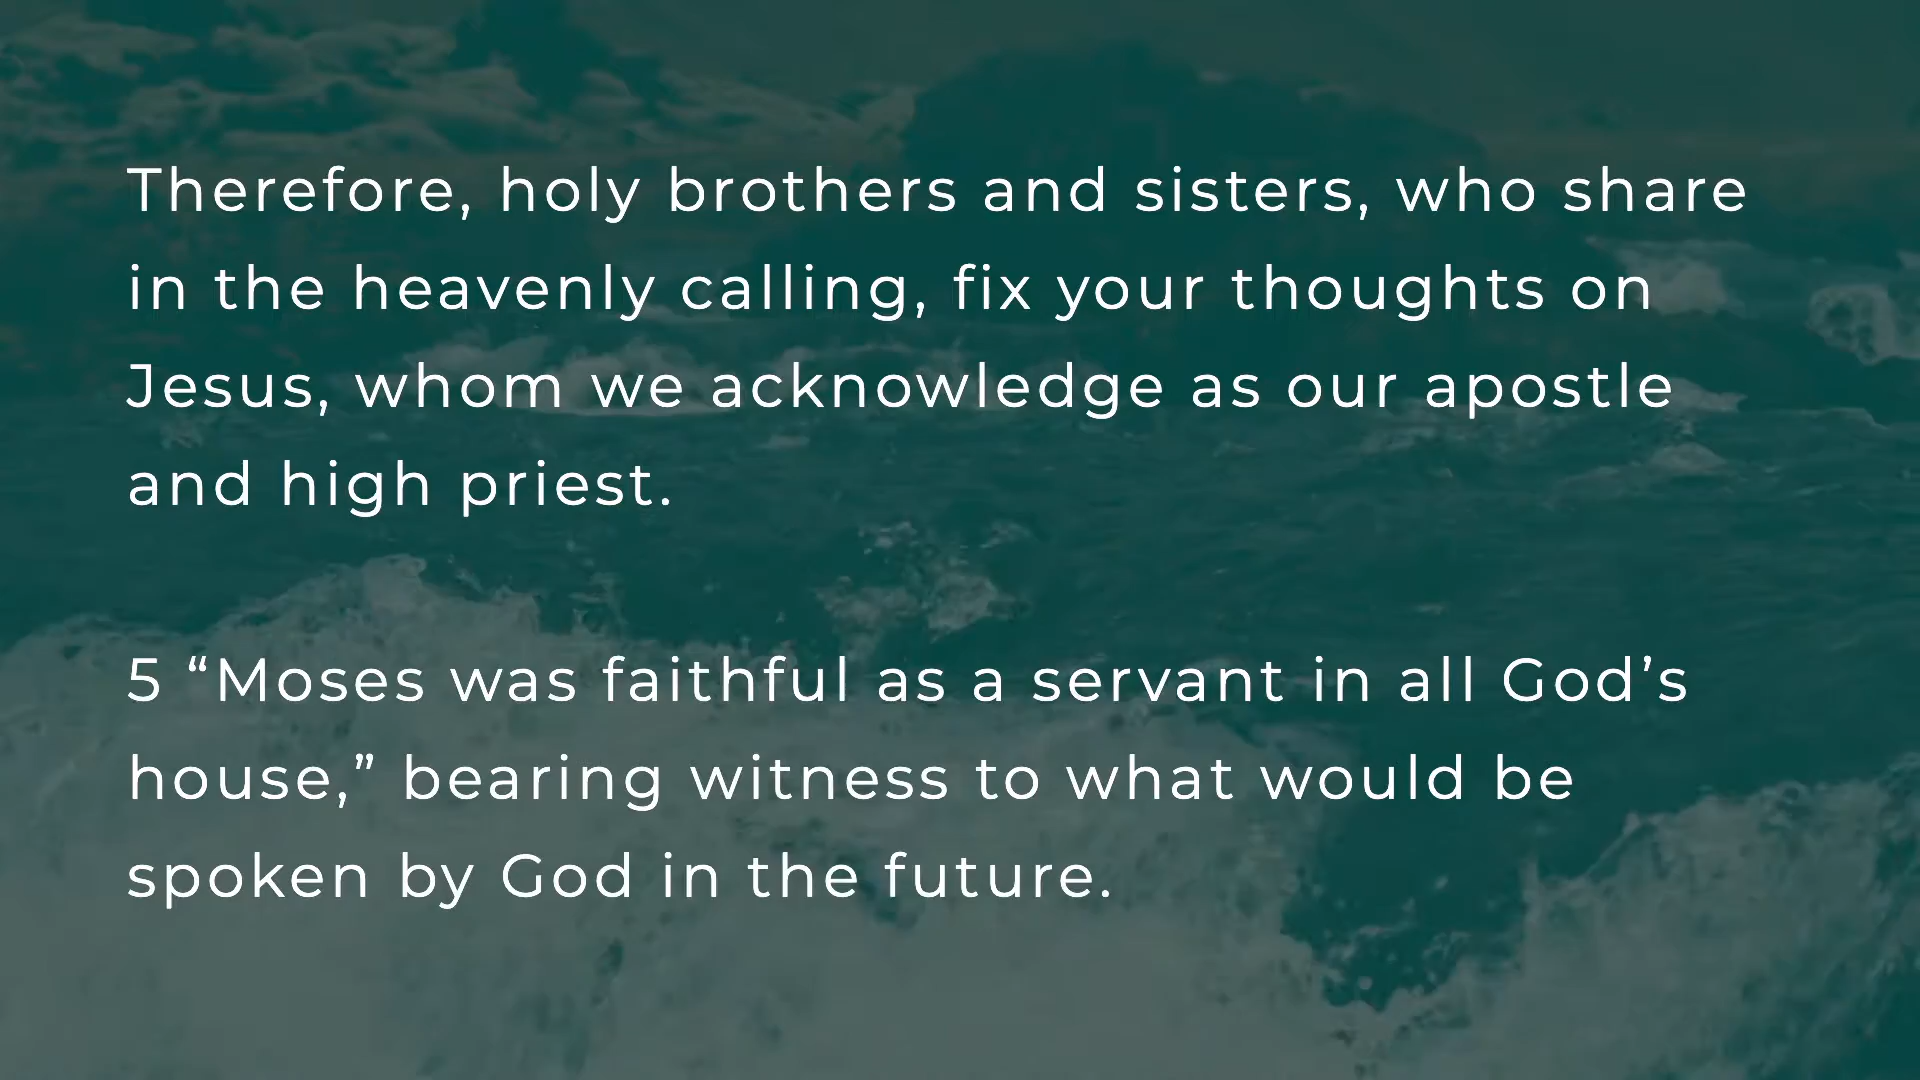 Therefore, holy brothers and sisters, who share
in the heavenly calling, fix your thoughts on
Jesus, whom we acknowledge as our apostle
and high priest.
5 “Moses was faithful as a servant in all God’s
house,” bearing witness to what would be
spoken by God in the future.